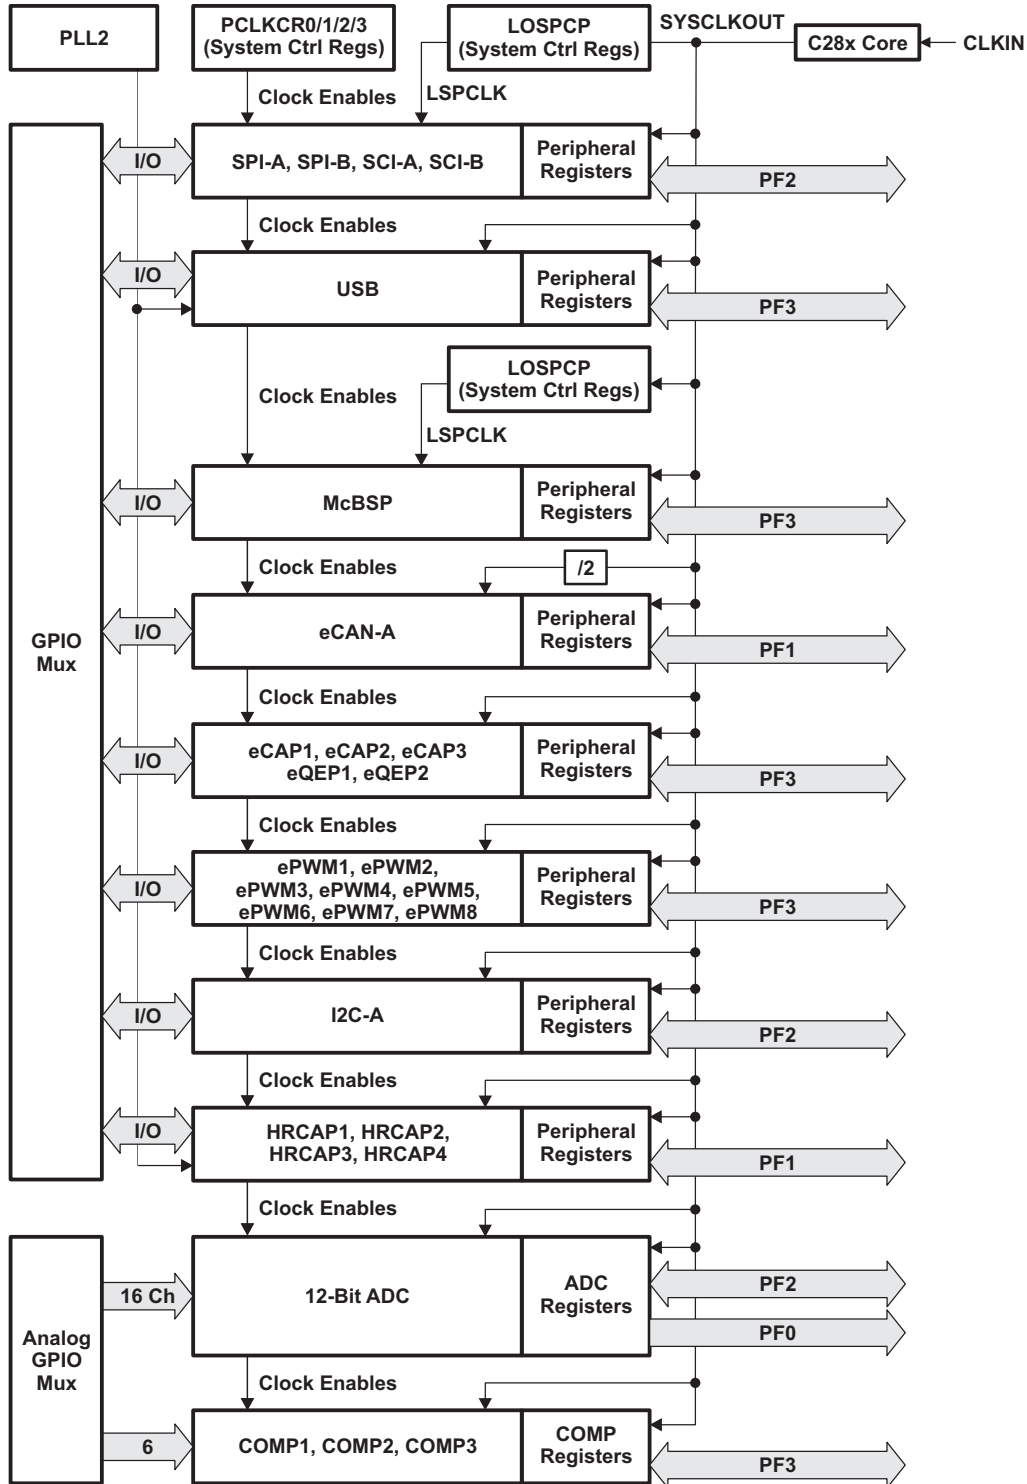 PLL2
PCLKCR0/1/2/3
(System Ctrl Regs)
LOSPCP
(System Ctrl Regs)
SYSCLKOUT
C28x Core
CLKIN
Clock Enables
LSPCLK
I/O
SPI-A, SPI-B, SCI-A, SCI-B
Peripheral
Registers
PF2
Clock Enables
I/O
USB
Peripheral
Registers
PF3
LOSPCP
(System Ctrl Regs)
Clock Enables
LSPCLK
I/O
McBSP
Peripheral
Registers
PF3
Clock Enables
/2
GPIO
Mux
I/O
eCAN-A
Peripheral
Registers
PF1
Clock Enables
I/O
eCAP1, eCAP2, eCAP3
eQEP1, eQEP2
Peripheral
Registers
PF3
Clock Enables
I/O
ePWM1, ePWM2,
ePWM3, ePWM4, ePWM5,
ePWM6, ePWM7, ePWM8
Peripheral
Registers
PF3
Clock Enables
I/O
I2C-A
Peripheral
Registers
PF2
Clock Enables
I/O
HRCAP1, HRCAP2,
HRCAP3, HRCAP4
Peripheral
Registers
PF1
Clock Enables
Analog
GPIO
Mux
16 Ch
12-Bit ADC
ADC
Registers
PF2
PF0
Clock Enables
6
COMP1, COMP2, COMP3
COMP
Registers
PF3